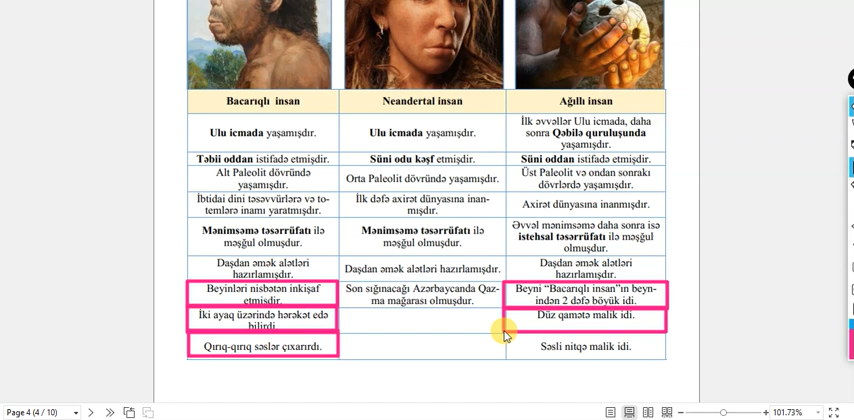 Bacarıqlı insan
Neandertal insan
Ağıllı insan
Ulu icmada yaşamışdır.
Ulu icmada yaşamışdır.
İlk əvvəllər Ulu icmada, daha
sonra Qəbilə quruluşunda
yaşamışdır.
Təbii oddan istifadə etmişdir.
Süni odu kəşf etmişdir.
Süni oddan istifadə etmişdir.
Alt Paleolit dövründə
yaşamışdır.
Orta Paleolit dövründə yaşamışdır.
Üst Paleolit və ondan sonrakı
dövrlərdə yaşamışdır.
İbtidai dini təsəvvürlərə və to-
temlərə inamı yaratmışdır.
İlk dəfə axirət dünyasına inan-
mışdır.
Axirət dünyasına inanmışdır.
Mənimsəmə təsərrüfatı ilə
məşğul olmuşdur.
Mənimsəmə təsərrüfatı ilə
məşğul olmuşdur.
Əvvəl mənimsəmə daha sonra isə
istehsal təsərrüfatı ilə məşğul
olmuşdur.
Daşdan əmək alətləri
hazırlamışdır.
Daşdan əmək alətləri hazırlamışdır.
Daşdan əmək alətləri
hazırlamışdır.
Beyinləri nisbətən inkişaf
etmişdir.
Son sığınacağı Azərbaycanda Qaz-
ma mağarası olmuşdur.
Beyni “Bacarıqlı insan”ın beyn-
indən 2 dəfə böyük idi.
İki ayaq üzərində hərəkət edə
bilirdi.
Düz qamətə malik idi.
Qırıq-qırıq səslər çıxarırdı.
Səsli nitqə malik idi.
Page 4 (4 / 10)
101.73%